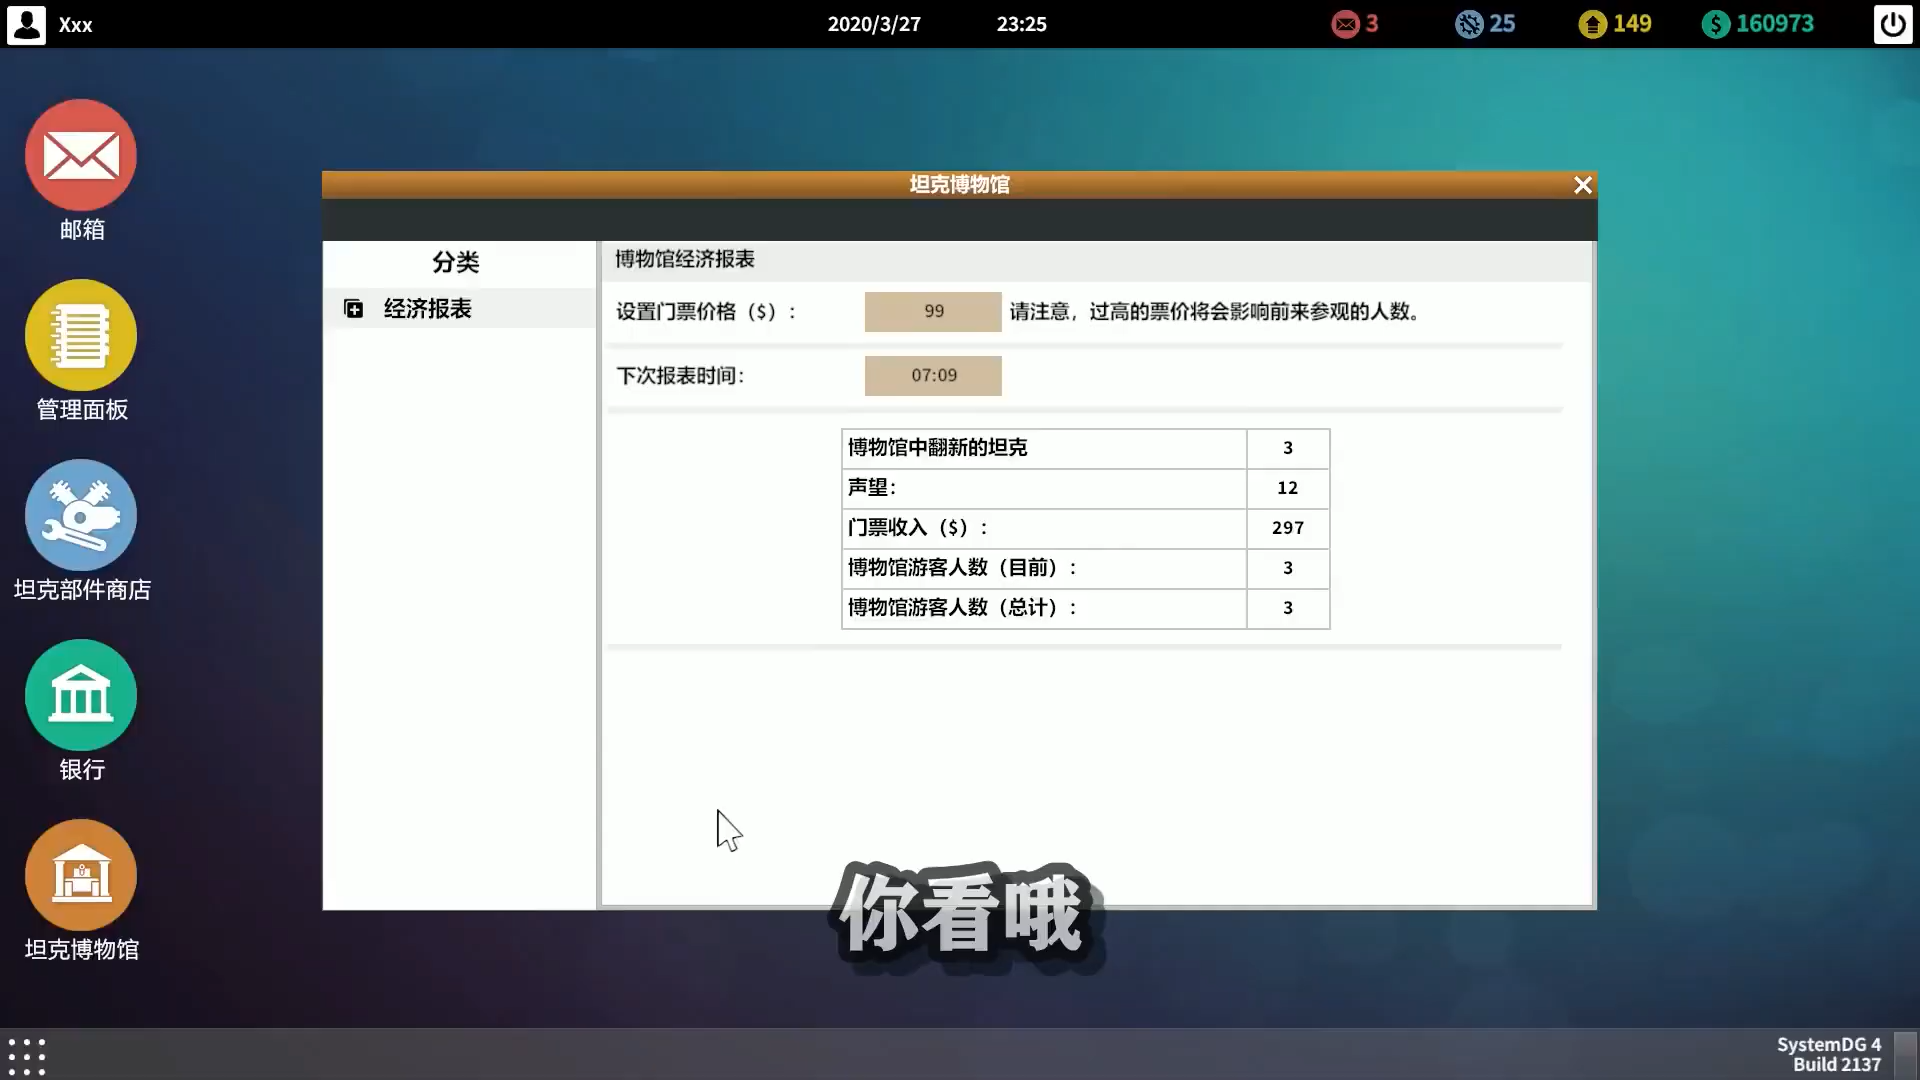 Xxx
2020/3/27
23:25
3
25
149
160973
邮箱
管理面板
坦克部件商店
银行
坦克博物馆
坦克博物馆
分类
经济报表
博物馆经济报表
设置门票价格（$）：
99
请注意，过高的票价将会影响前来参观的人数。
下次报表时间：
07:09
博物馆中翻新的坦克
3
声望：
12
门票收入（$）：
297
博物馆游客人数（目前）：
3
博物馆游客人数（总计）：
3
你看哦
SystemDG 4
Build 2137